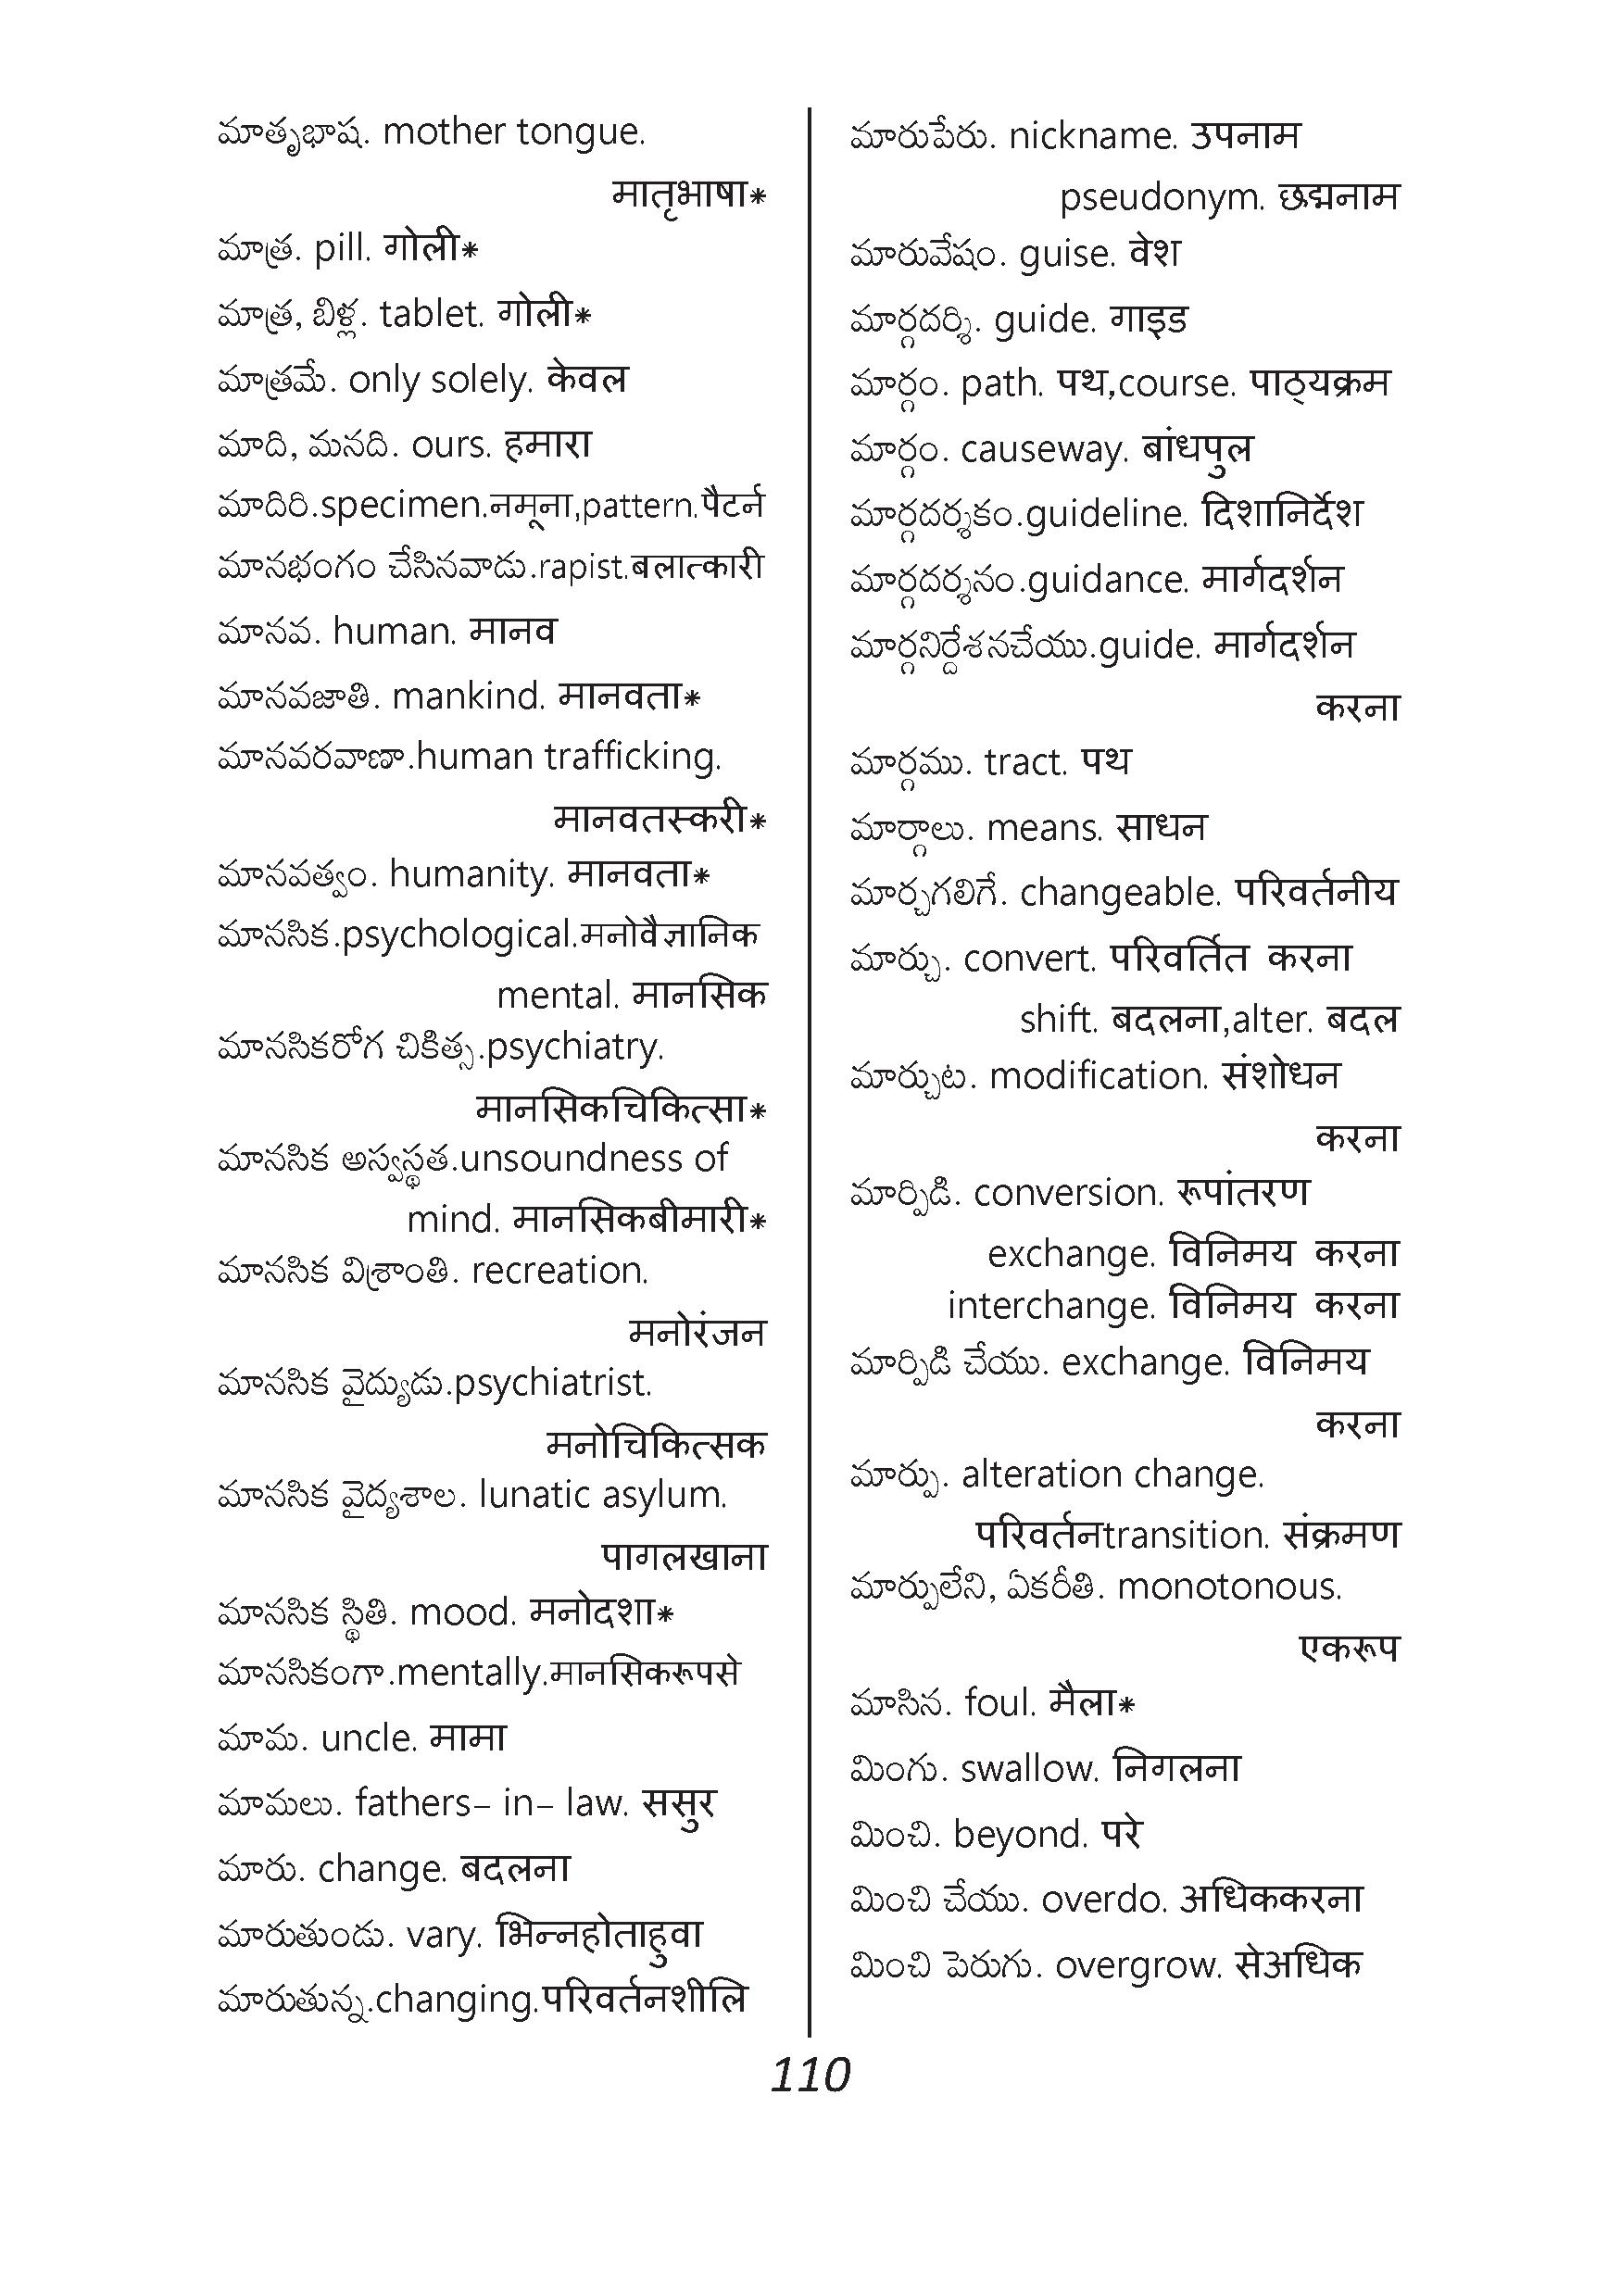 మాతృభాష. mother tongue.
मातृभाषा*
మాత్ర. pill. गोली*
మాత్ర, బిళ్ల. tablet. गोली*
మాత్రమే. only solely. केवल
మాది, మనది. ours. हमारा
మాదిరి.specimen.नमूना,pattern.पैटर्न
మానభంగం చేసినవాడు.rapist.बलात्कारी
మానవ. human. मानव
మానవజాతి. mankind. मानवता*
మానవరవాణా.human trafficking.
मानवतस्करी*
మానవత్వం. humanity. मानवता*
మానసిక.psychological.मनोवैज्ञानिक
mental. मानसिक
మానసికరోగ చికిత్స.psychiatry.
मानसिकचिकित्सा*
మానసిక అస్వస్థత.unsoundness of
mind. मानसिकबीमारी*
మానసిక విశ్రాంతి. recreation.
मनोरंजन
మానసిక వైద్యుడు.psychiatrist.
मनोचिकित्सक
మానసిక వైద్యశాల. lunatic asylum.
पागलखाना
మానసిక స్థితి. mood. मनोदशा*
మానసికంగా.mentally.मानसिकरूपसे
మామ. uncle. मामा
మామలు. fathers- in- law. ससुर
మారు. change. बदलना
మారుతుండు. vary. भिन्नहोताहुवा
మారుతున్న.changing.परिवर्तनशीलि
మారుపేరు. nickname. उपनाम
pseudonym. छद्मनाम
మారువేషం. guise. वेश
మార్గదర్శి. guide. गाइड
మార్గం. path. पथ,course. पाठ्यक्रम
మార్గం. causeway. बांधपुल
మార్గదర్శకం.guideline. दिशानिर्देश
మార్గదర్శనం.guidance. मार्गदर्शन
మార్గనిర్దేశనచేయు.guide. मार्गदर्शन
करना
మార్గము. tract. पथ
మార్గాలు. means. साधन
మార్చగలిగే. changeable. परिवर्तनीय
మార్చు. convert. परिवर्तित करना
shift. बदलना,alter. बदल
మార్చుట. modification. संशोधन
करना
మార్పిడి. conversion. रूपांतरण
exchange. विनिमय करना
interchange. विनिमय करना
మార్పిడి చేయు. exchange. विनिमय
करना
మార్పు. alteration change.
परिवर्तनtransition. संक्रमण
మార్పులేని, ఏకరీతి. monotonous.
एकरूप
మాసిన. foul. मैला*
మింగు. swallow. निगलना
మించి. beyond. परे
మించి చేయు. overdo. अधिककरना
మించి పెరుగు. overgrow. सेअधिक
110